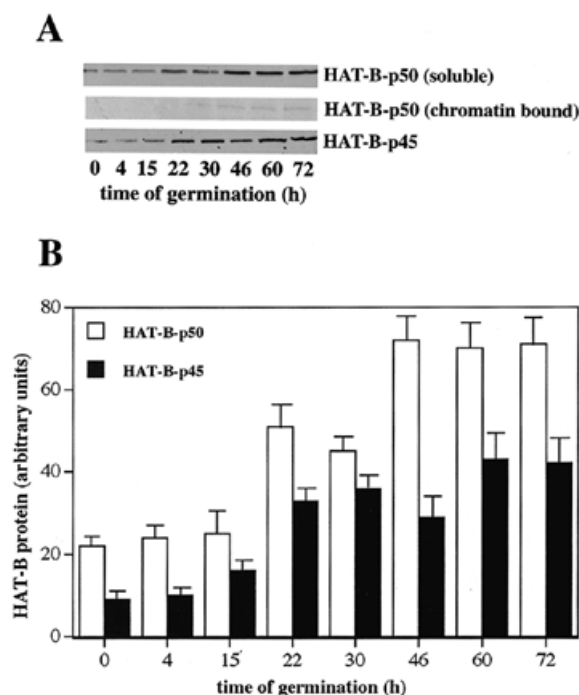 A
HAT-B-p50 (soluble)
HAT-B-p50 (chromatin bound)
HAT-B-p45
0 4 15 22 30 46 60 72
time of germination (h)
B
HAT-B protein (arbitrary units)
80
60
40
20
0
HAT-B-p50
HAT-B-p45
0 4 15 22 30 46 60 72
time of germination (h)